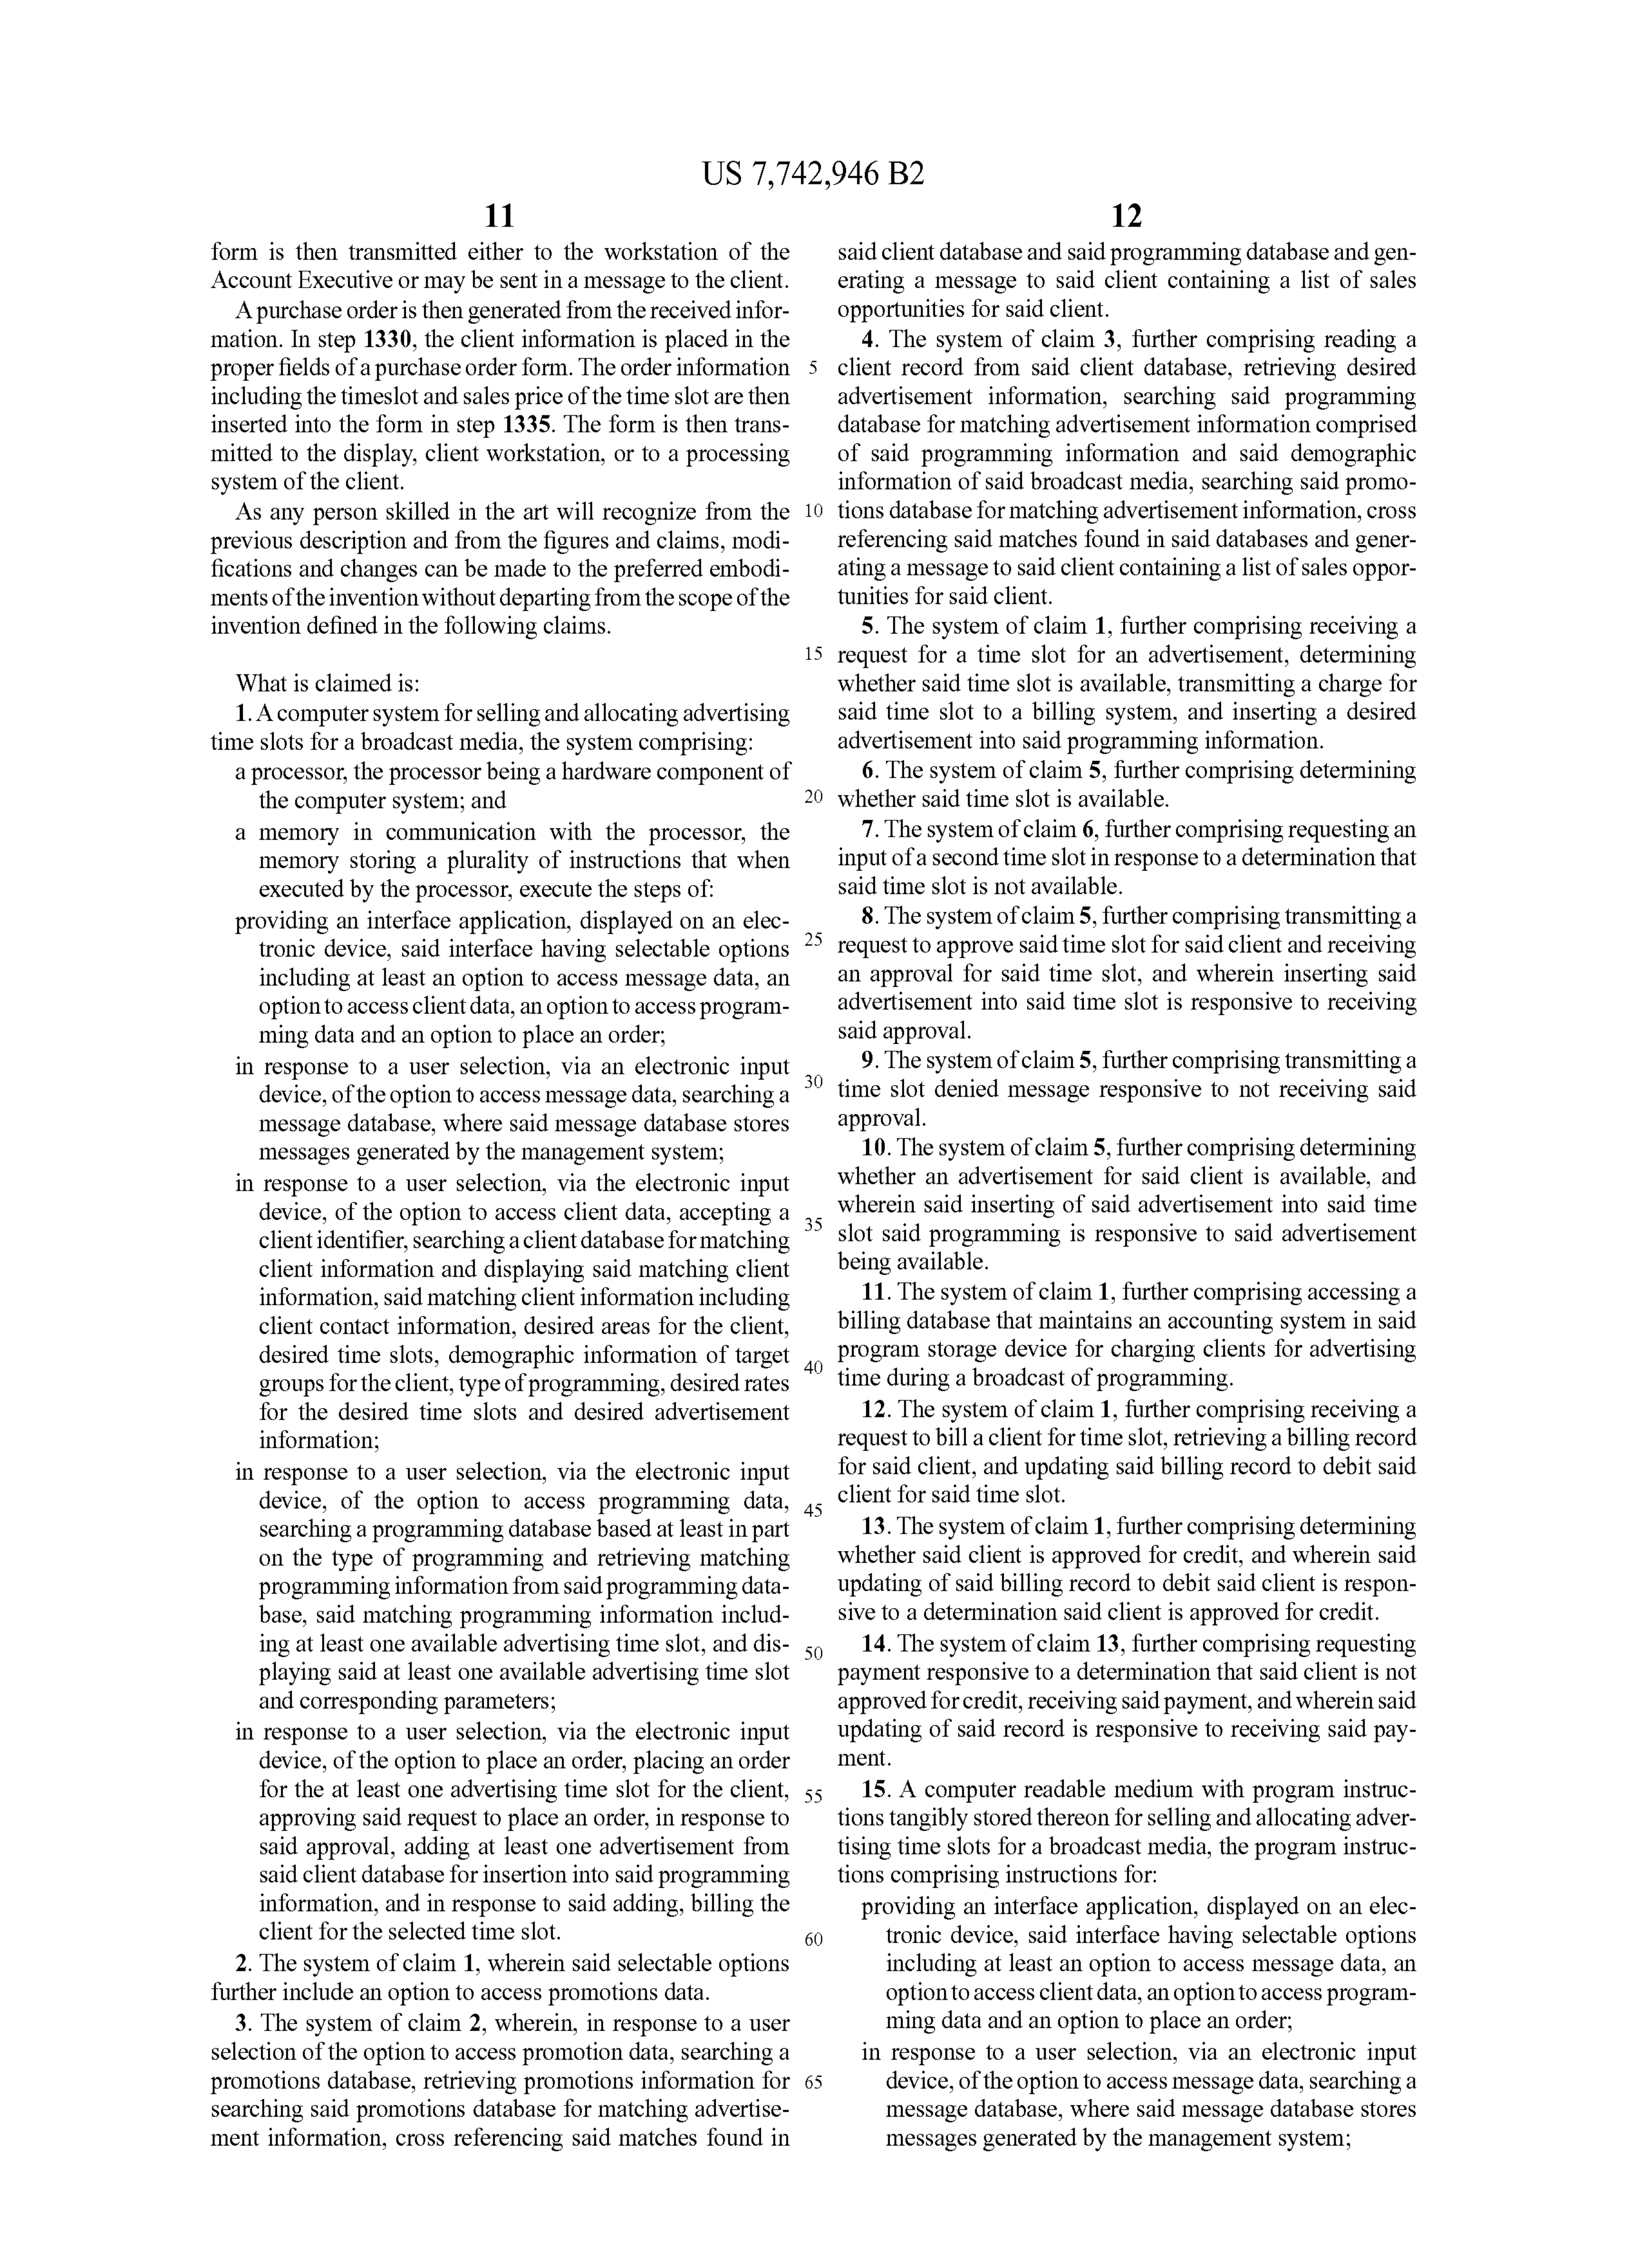 US 7,742,946 B2
11
form is then transmitted either to the workstation of the
Account Executive or may be sent in a message to the client.
A purchase order is then generated from the received infor-
mation. In step 1330, the client information is placed in the
proper fields of a purchase order form. The order information
including the timeslot and sales price of the time slot are then
inserted into the form in step 1335. The form is then trans-
mitted to the display, client workstation, or to a processing
system of the client.
As any person skilled in the art will recognize from the
previous description and from the figures and claims, modi-
fications and changes can be made to the preferred embodi-
ments of the invention without departing from the scope of the
invention defined in the following claims.
What is claimed is:
1. A computer system for selling and allocating advertising
time slots for a broadcast media, the system comprising:
a processor, the processor being a hardware component of
the computer system; and
a memory in communication with the processor, the
memory storing a plurality of instructions that when
executed by the processor, execute the steps of:
providing an interface application, displayed on an elec-
tronic device, said interface having selectable options
including at least an option to access message data, an
option to access client data, an option to access program-
ming data and an option to place an order;
in response to a user selection, via an electronic input
device, of the option to access message data, searching a
message database, where said message database stores
messages generated by the management system;
in response to a user selection, via the electronic input
device, of the option to access client data, accepting a
client identifier, searching a client database for matching
client information and displaying said matching client
information, said matching client information including
client contact information, desired areas for the client,
desired time slots, demographic information of target
groups for the client, type of programming, desired rates
for the desired time slots and desired advertisement
information;
in response to a user selection, via the electronic input
device, of the option to access programming data,
searching a programming database based at least in part
on the type of programming and retrieving matching
programming information from said programming data-
base, said matching programming information includ-
ing at least one available advertising time slot, and dis-
playing said at least one available advertising time slot
and corresponding parameters;
in response to a user selection, via the electronic input
device, of the option to place an order, placing an order
for the at least one advertising time slot for the client,
approving said request to place an order, in response to
said approval, adding at least one advertisement from
said client database for insertion into said programming
information, and in response to said adding, billing the
client for the selected time slot.
2. The system of claim 1, wherein said selectable options
further include an option to access promotions data.
3. The system of claim 2, wherein, in response to a user
selection of the option to access promotion data, searching a
promotions database, retrieving promotions information for
searching said promotions database for matching advertise-
ment information, cross referencing said matches found in
5
10
15
20
25
30
35
40
45
50
55
60
65
12
said client database and said programming database and gen-
erating a message to said client containing a list of sales
opportunities for said client.
4. The system of claim 3, further comprising reading a
client record from said client database, retrieving desired
advertisement information, searching said programming
database for matching advertisement information comprised
of said programming information and said demographic
information of said broadcast media, searching said promo-
tions database for matching advertisement information, cross
referencing said matches found in said databases and gener-
ating a message to said client containing a list of sales oppor-
tunities for said client.
5. The system of claim 1, further comprising receiving a
request for a time slot for an advertisement, determining
whether said time slot is available, transmitting a charge for
said time slot to a billing system, and inserting a desired
advertisement into said programming information.
6. The system of claim 5, further comprising determining
whether said time slot is available.
7. The system of claim 6, further comprising requesting an
input of a second time slot in response to a determination that
said time slot is not available.
8. The system of claim 5, further comprising transmitting a
request to approve said time slot for said client and receiving
an approval for said time slot, and wherein inserting said
advertisement into said time slot is responsive to receiving
said approval.
9. The system of claim 5, further comprising transmitting a
time slot denied message responsive to not receiving said
approval.
10. The system of claim 5, further comprising determining
whether an advertisement for said client is available, and
wherein said inserting of said advertisement into said time
slot said programming is responsive to said advertisement
being available.
11. The system of claim 1, further comprising accessing a
billing database that maintains an accounting system in said
program storage device for charging clients for advertising
time during a broadcast of programming.
12. The system of claim 1, further comprising receiving a
request to bill a client for time slot, retrieving a billing record
for said client, and updating said billing record to debit said
client for said time slot.
13. The system of claim 1, further comprising determining
whether said client is approved for credit, and wherein said
updating of said billing record to debit said client is respon-
sive to a determination said client is approved for credit.
14. The system of claim 13, further comprising requesting
payment responsive to a determination that said client is not
approved for credit, receiving said payment, and wherein said
updating of said record is responsive to receiving said pay-
ment.
15. A computer readable medium with program instruc-
tions tangibly stored thereon for selling and allocating adver-
tising time slots for a broadcast media, the program instruc-
tions comprising instructions for:
providing an interface application, displayed on an elec-
tronic device, said interface having selectable options
including at least an option to access message data, an
option to access client data, an option to access program-
ming data and an option to place an order;
in response to a user selection, via an electronic input
device, of the option to access message data, searching a
message database, where said message database stores
messages generated by the management system;